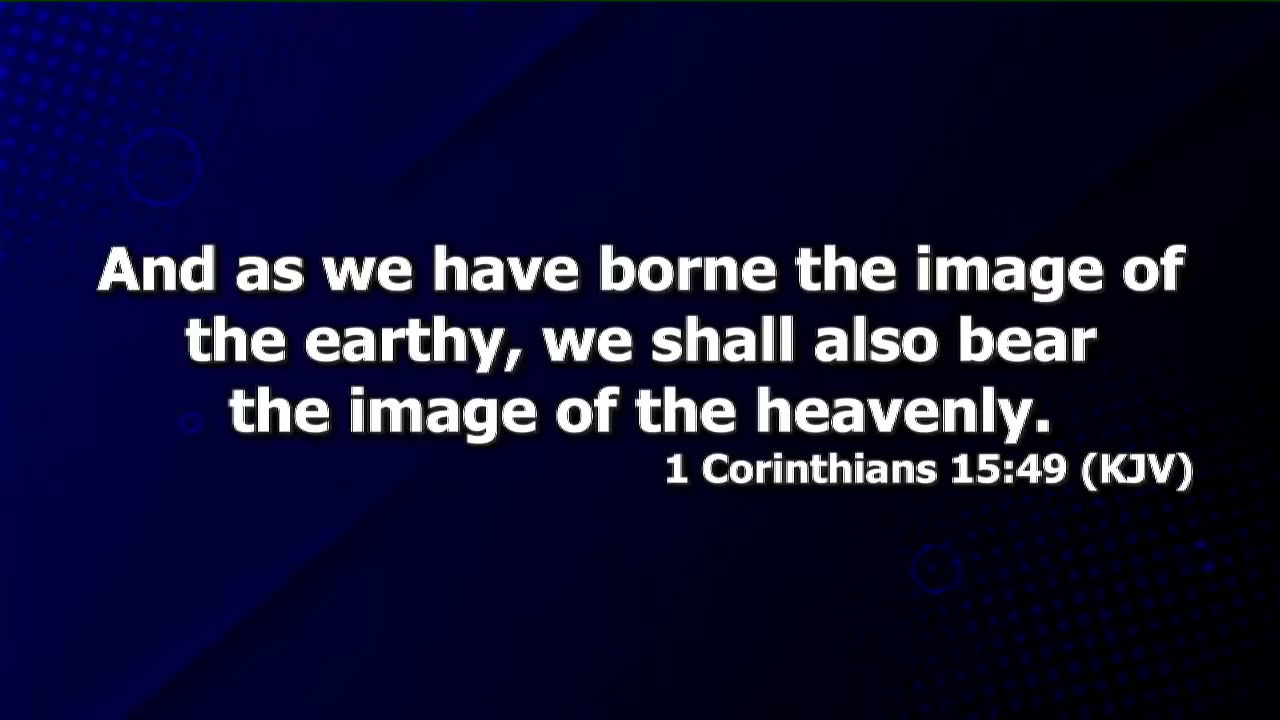 And as we have borne the image of
the earthy, we shall also bear
the image of the heavenly.
1 Corinthians 15:49 (KJV)